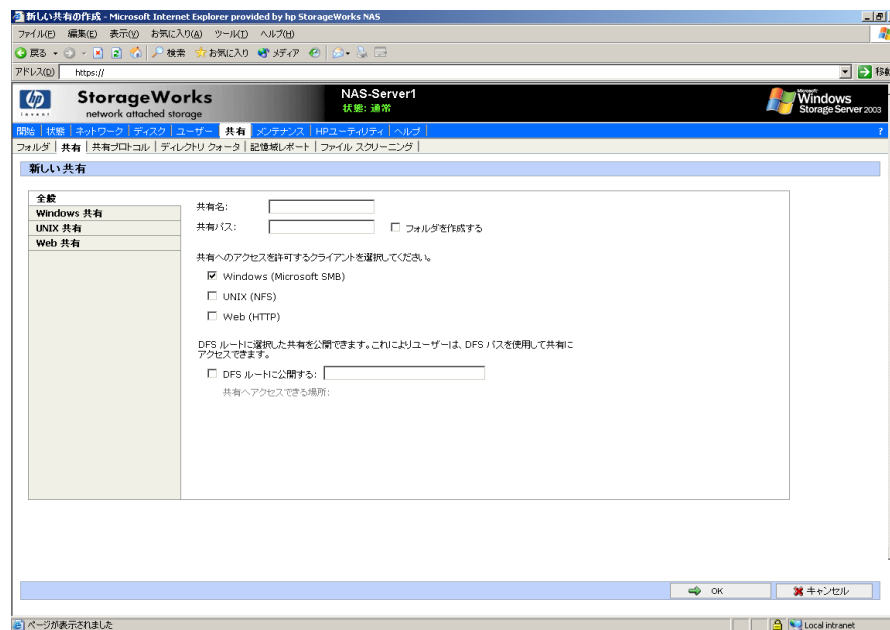 新しい共有の作成 - Microsoft Internet Explorer provided by hp StorageWorks NAS
ファイル(F) 編集(E) 表示(V) お気に入り(A) ツール(T) ヘルプ(H)
戻る 検索 お気に入り メディア
アドレス(D) https:// 移動
hp invent StorageWorks NAS-Server1 Microsoft Windows
network attached storage 状態: 通常 Storage Server 2003
開始 | 状態 | ネットワーク | ディスク | ユーザー | 共有 | メンテナンス | HPユーティリティ | ヘルプ | ?
フォルダ | 共有 | 共有プロトコル | ディレクトリ クォータ | 記憶域レポート | ファイル スクリーニング |
新しい共有
全般
Windows 共有
UNIX 共有
Web 共有
共有名:
共有パス: フォルダを作成する
共有へのアクセスを許可するクライアントを選択してください。
Windows (Microsoft SMB)
UNIX (NFS)
Web (HTTP)
DFS ルートに選択した共有を公開できます。これによりユーザーは、DFS パスを使用して共有に
アクセスできます。
DFS ルートに公開する:
共有へアクセスできる場所:
OK キャンセル
ページが表示されました Local intranet